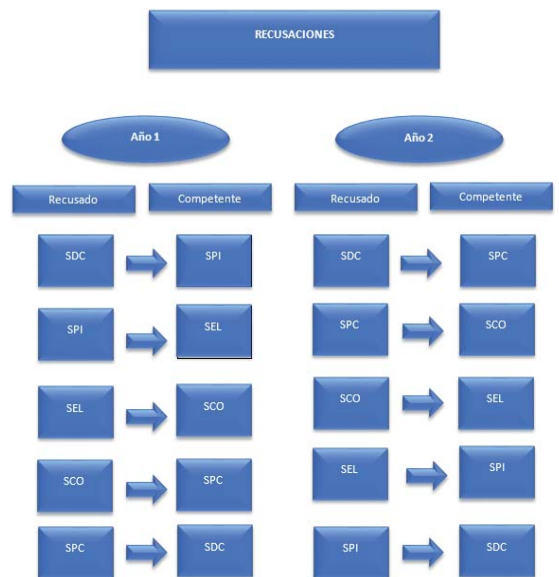 RECUSACIONES
Año 1
Año 2
Recusado
Competente
Recusado
Competente
SDC
SPI
SDC
SPC
SPI
SEL
SPC
SCO
SEL
SCO
SCO
SEL
SCO
SPC
SEL
SPI
SPC
SDC
SPI
SDC